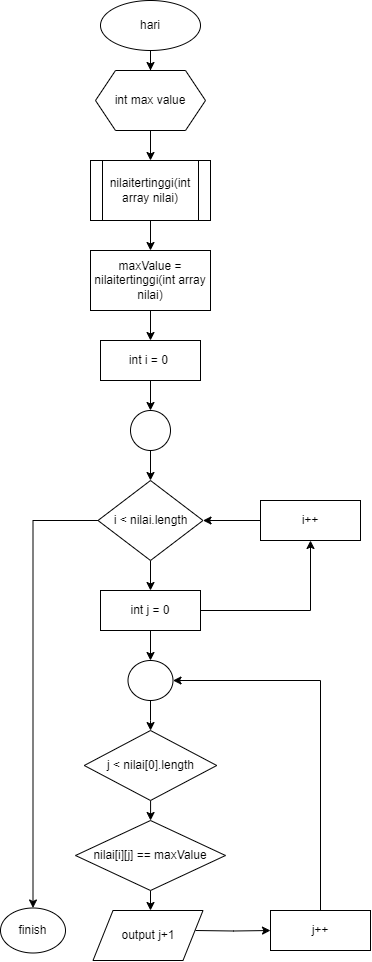 hari
int max value
nilaitertinggi(int
array nilai)
maxValue =
nilaitertinggi(int array
nilai)
int i = 0
i < nilai.length
i++
int j = 0
j < nilai[0].length
nilai[i][j] == maxValue
finish
output j+1
j++